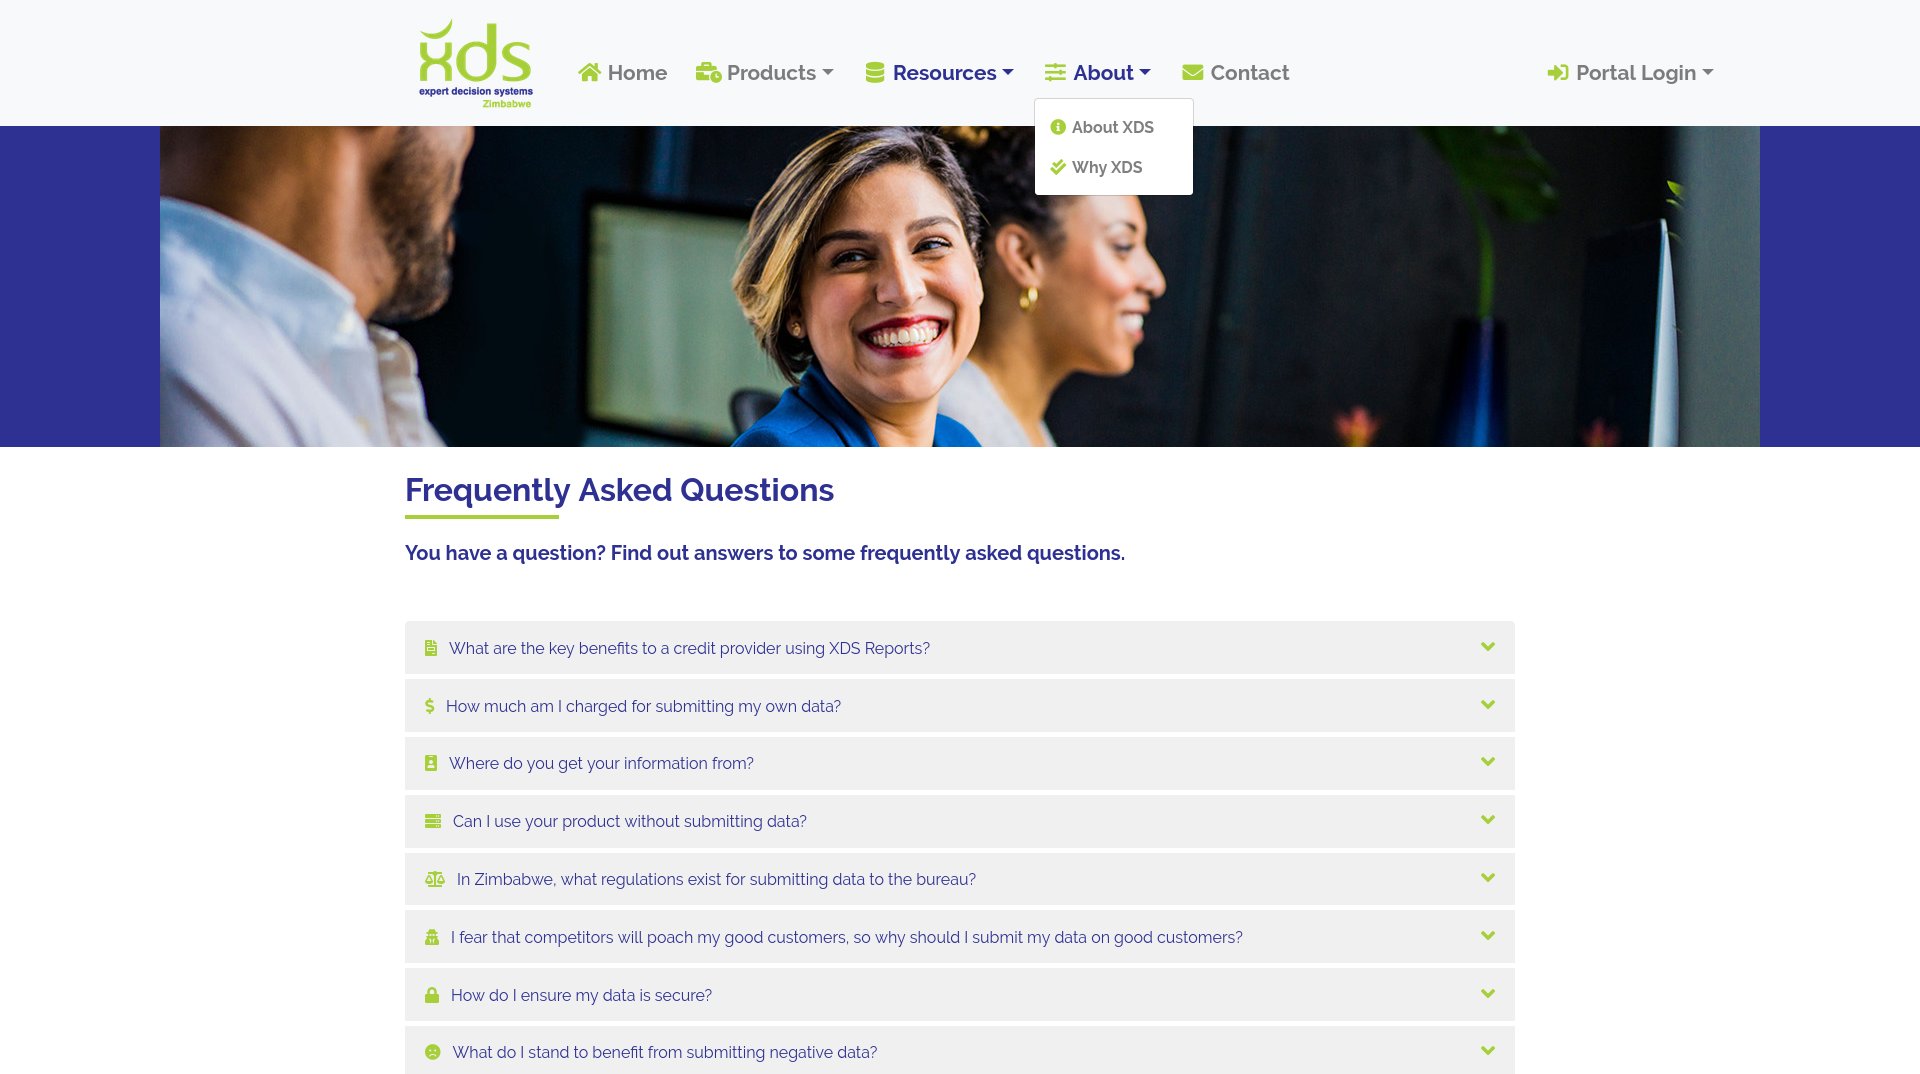 xds
expert decision systems
Zimbabwe
Home
Products
Resources
About
Contact
Portal Login
About XDS
Why XDS
Frequently Asked Questions
You have a question? Find out answers to some frequently asked questions.
What are the key benefits to a credit provider using XDS Reports?
How much am I charged for submitting my own data?
Where do you get your information from?
Can I use your product without submitting data?
In Zimbabwe, what regulations exist for submitting data to the bureau?
I fear that competitors will poach my good customers, so why should I submit my data on good customers?
How do I ensure my data is secure?
What do I stand to benefit from submitting negative data?